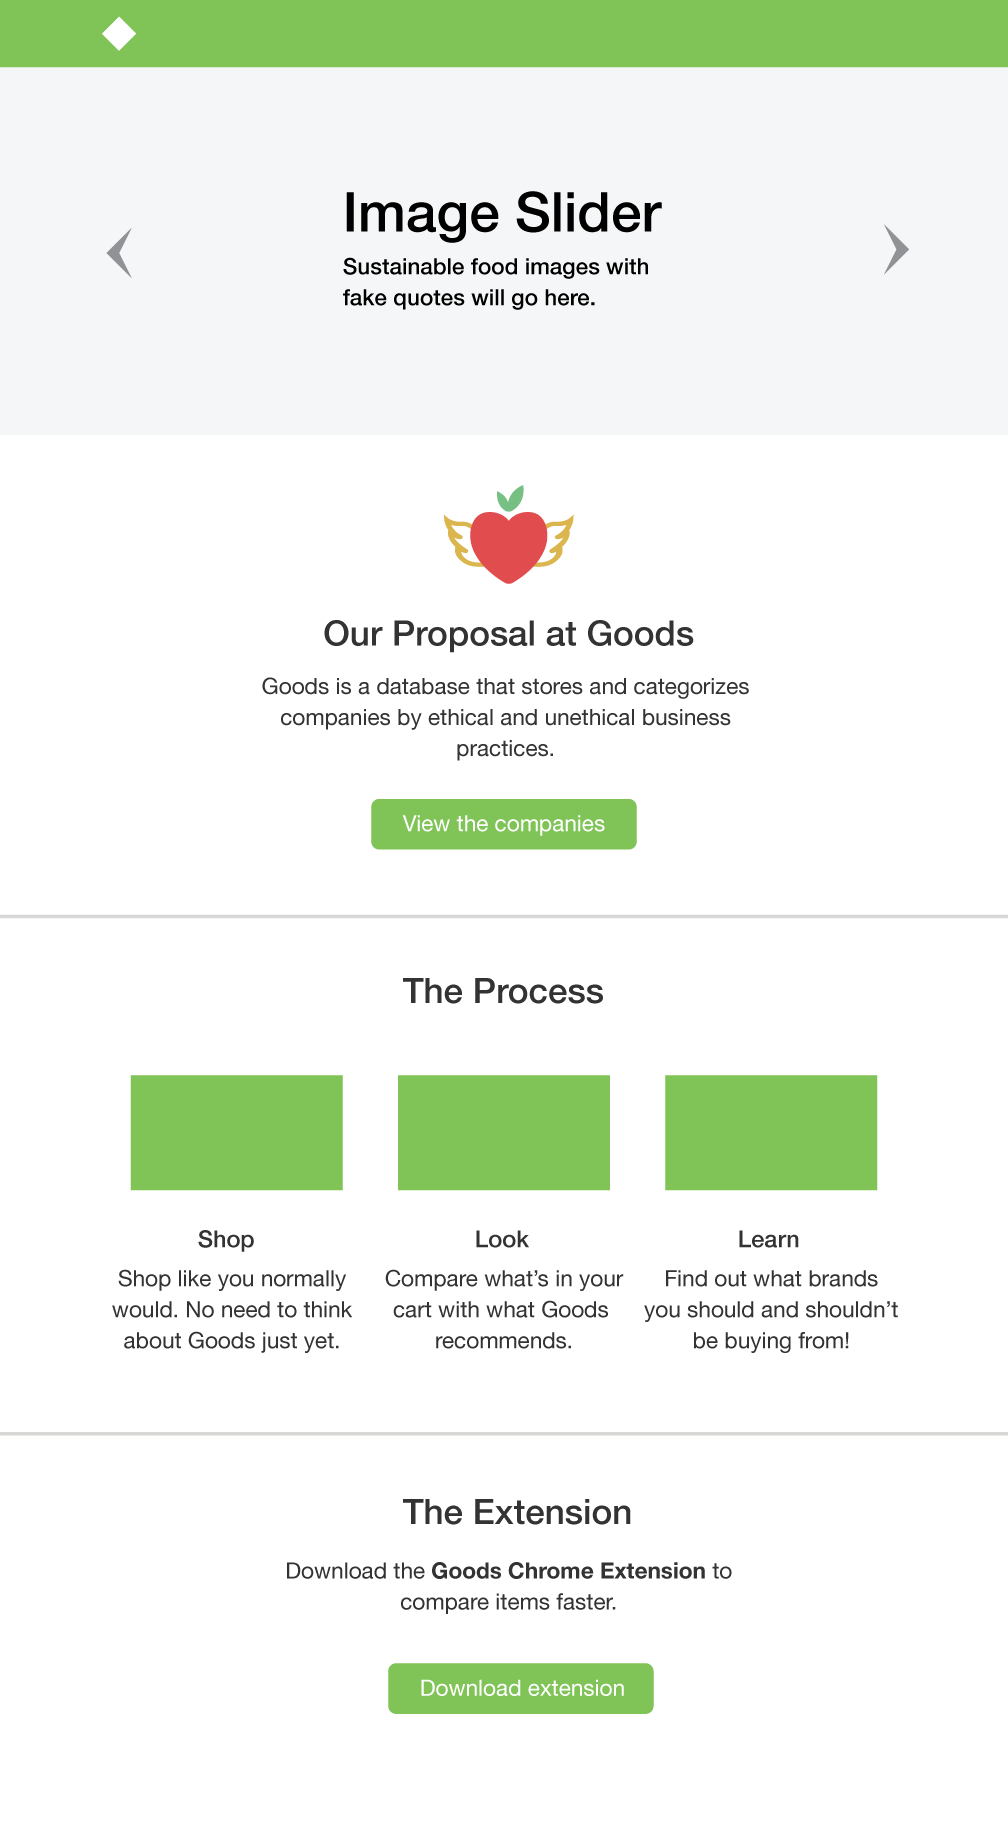 Image Slider
Sustainable food images with
fake quotes will go here.
Our Proposal at Goods
Goods is a database that stores and categorizes
companies by ethical and unethical business
practices.
View the companies
The Process
Shop
Shop like you normally
would. No need to think
about Goods just yet.
Look
Compare what’s in your
cart with what Goods
recommends.
Learn
Find out what brands
you should and shouldn’t
be buying from!
The Extension
Download the Goods Chrome Extension to
compare items faster.
Download extension